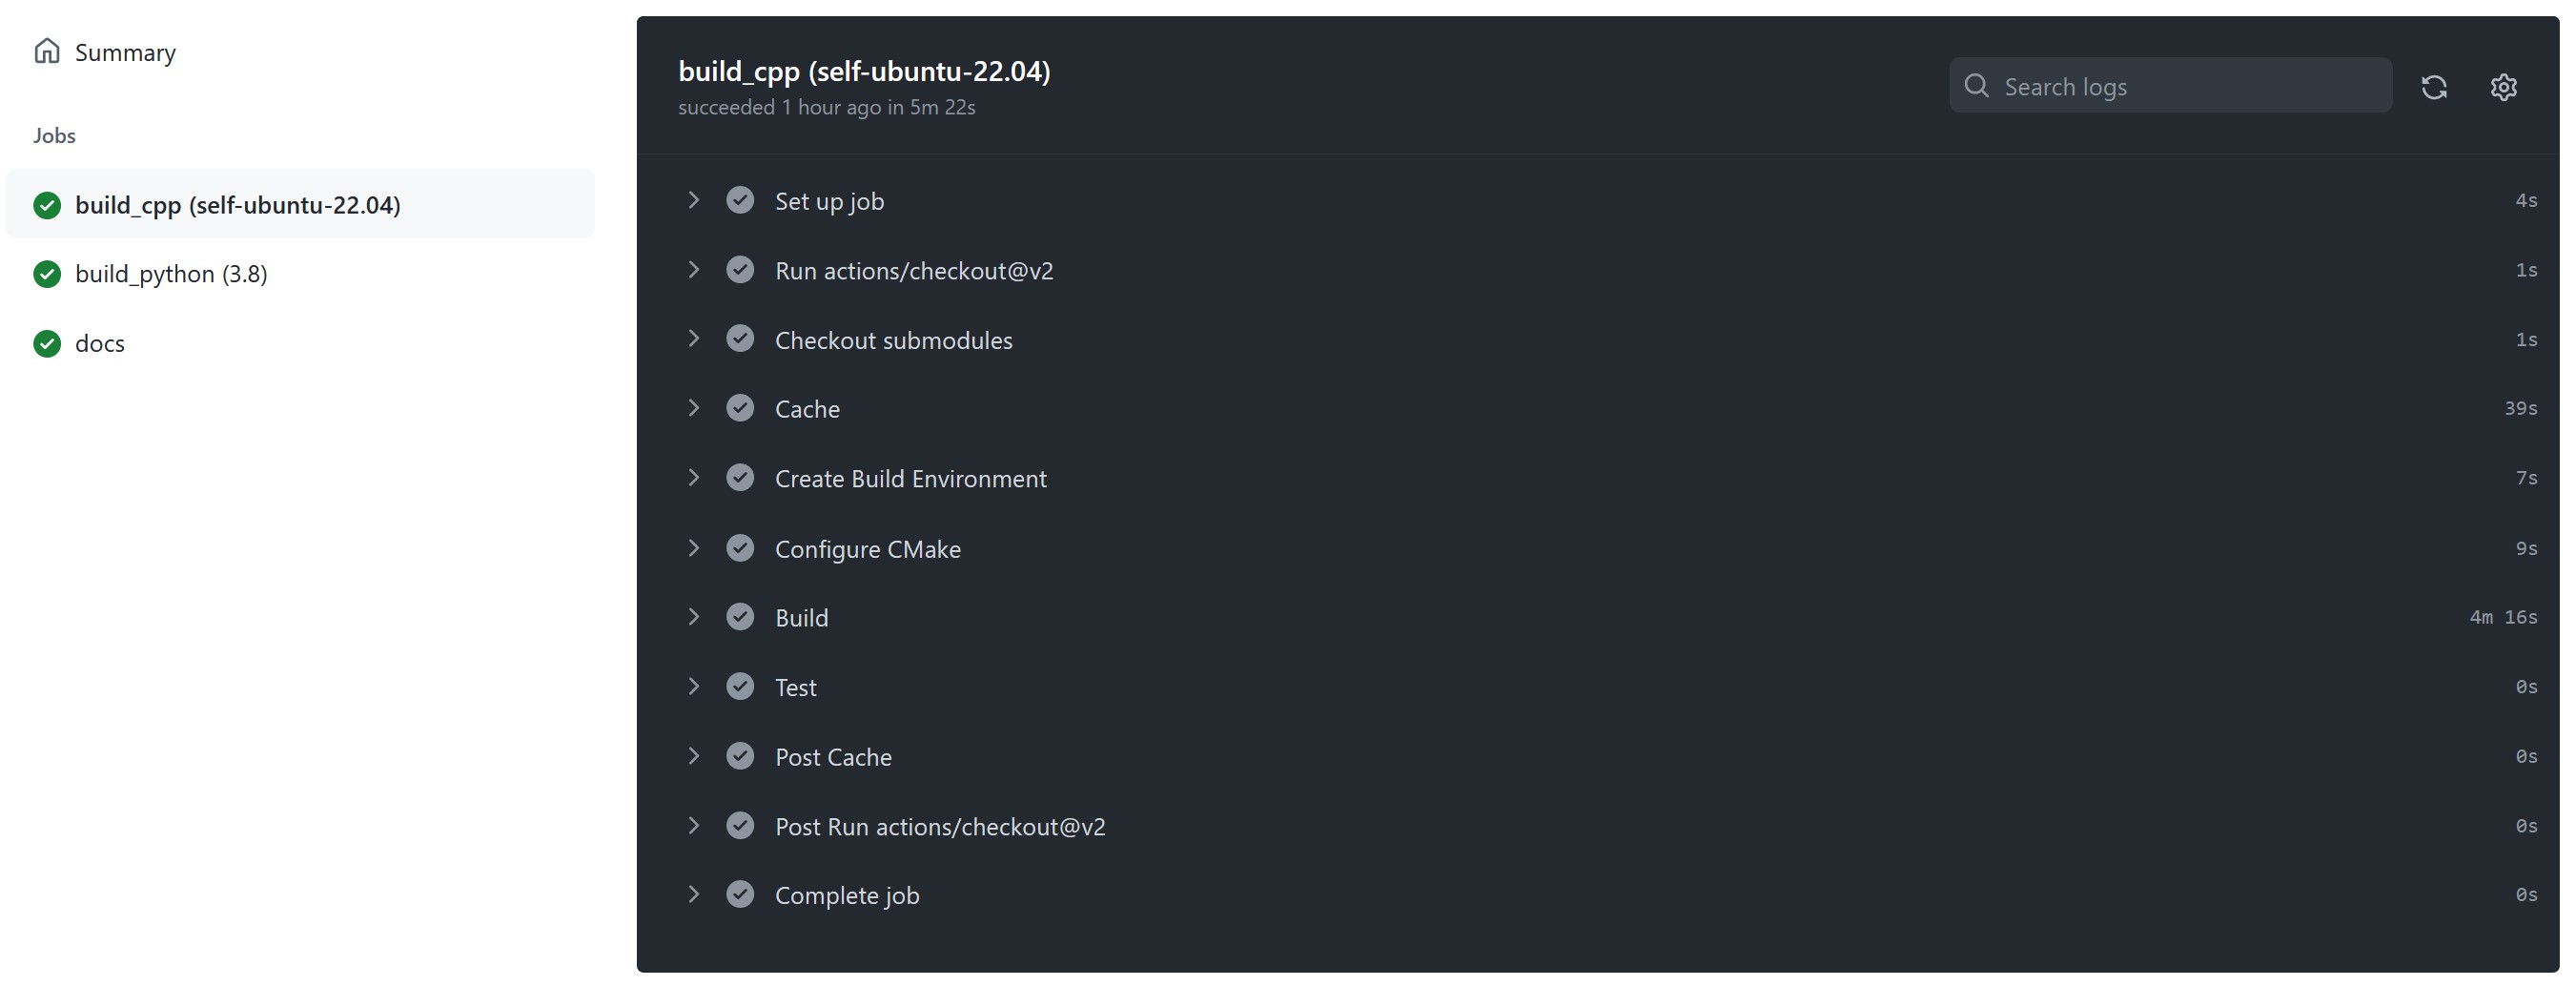 Summary
Jobs
build_cpp (self-ubuntu-22.04)
build_python (3.8)
docs
build_cpp (self-ubuntu-22.04)
succeeded 1 hour ago in 5m 22s
Search logs
Set up job 4s
Run actions/checkout@v2 1s
Checkout submodules 1s
Cache 39s
Create Build Environment 7s
Configure CMake 9s
Build 4m 16s
Test 0s
Post Cache 0s
Post Run actions/checkout@v2 0s
Complete job 0s